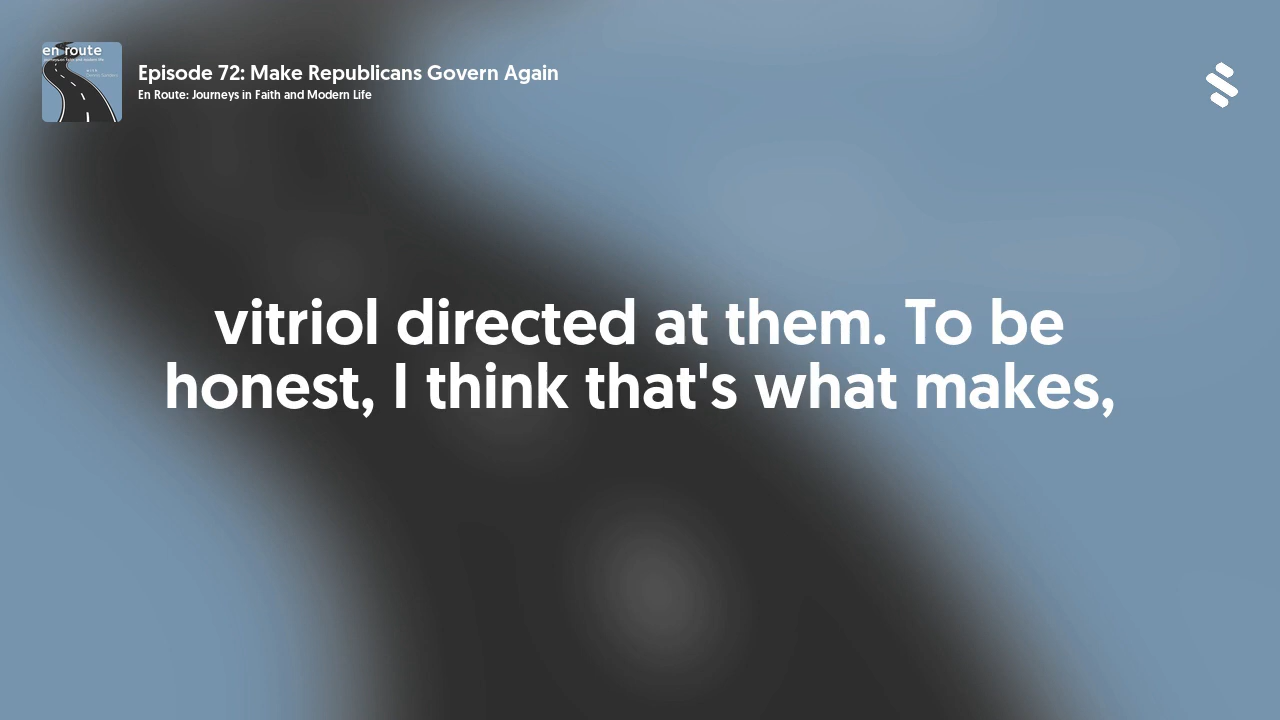 en route
Episode 72: Make Republicans Govern Again
En Route: Journeys in Faith and Modern Life
vitriol directed at them. To be
honest, I think that's what makes,